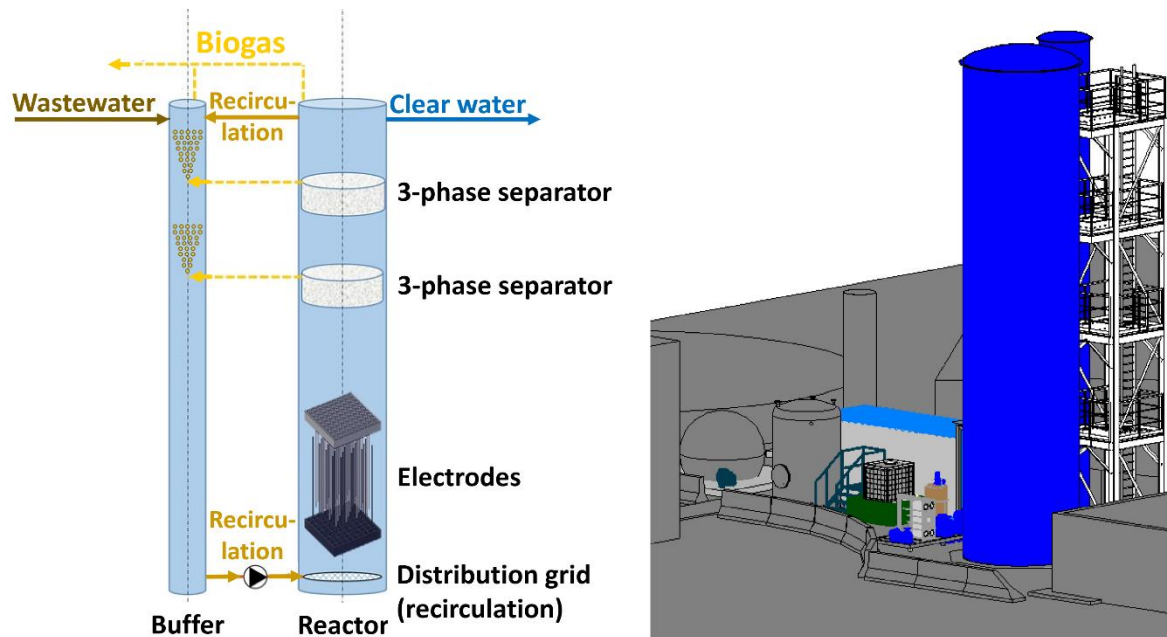 Biogas
Wastewater
Recircu-
lation
Clear water
3-phase separator
3-phase separator
Electrodes
Recircu-
lation
Distribution grid
(recirculation)
Buffer
Reactor